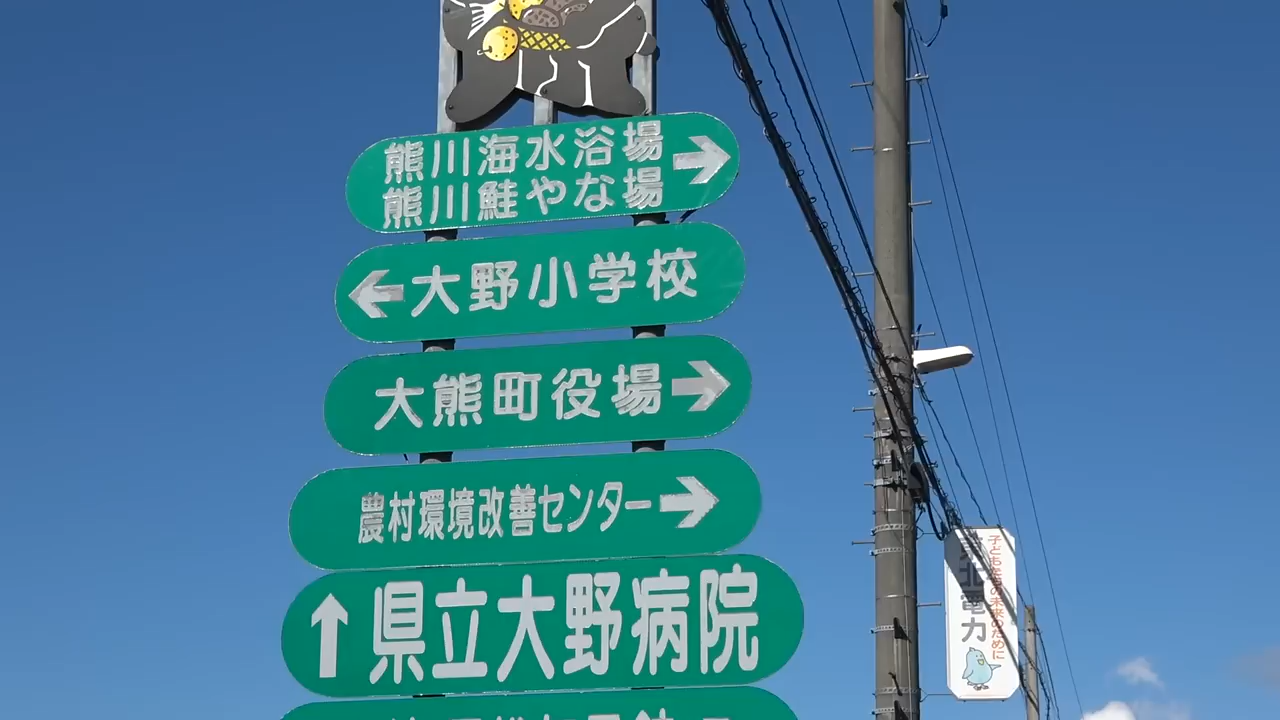 熊川海水浴場
熊川鮭やな場
大野小学校
大熊町役場
農村環境改善センター
県立大野病院
東北電力